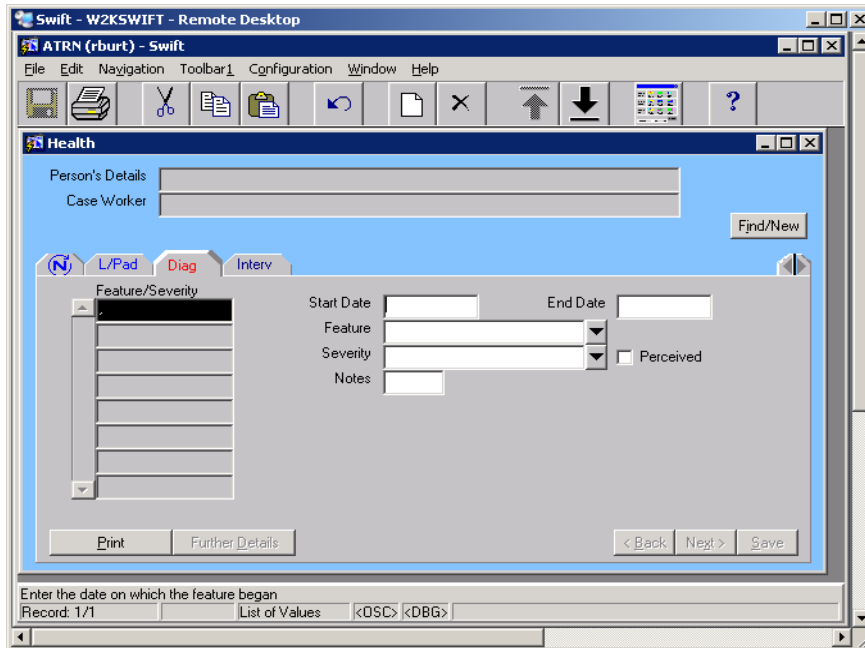 Swift - W2KSWIFT - Remote Desktop
ATRN (rburt) - Swift
File Edit Navigation Toolbar1 Configuration Window Help
?
Health
Person's Details
Case Worker
Find/New
N L/Pad Diag Interv
Feature/Severity
,
Start Date End Date
Feature
Severity Perceived
Notes
Print Further Details < Back Next > Save
Enter the date on which the feature began
Record: 1/1 List of Values <OSC> <DBG>